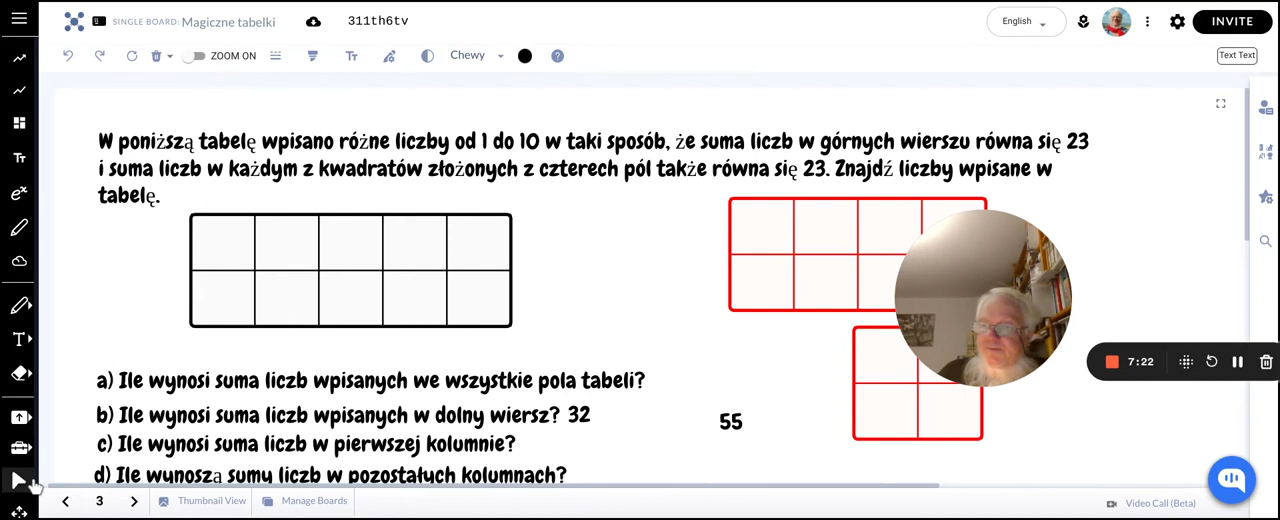 SINGLE BOARD: Magiczne tabelki
311th6tv
English
INVITE
ZOOM ON
Tт
Chewy
Text Text
W poniższą tabelę wpisano różne liczby od 1 do 10 w taki sposób, że suma liczb w górnych wierszu równa się 23
i suma liczb w każdym z kwadratów złożonych z czterech pól także równa się 23. Znajdź liczby wpisane w
tabelę.
7:22
a) Ile wynosi suma liczb wpisanych we wszystkie pola tabeli?
b) Ile wynosi suma liczb wpisanych w dolny wiersz? 32
55
c) Ile wynosi suma liczb w pierwszej kolumnie?
d) Ile wynoszą sumy liczb w pozostałych kolumnach?
3
Thumbnail View
Manage Boards
Video Call (Beta)